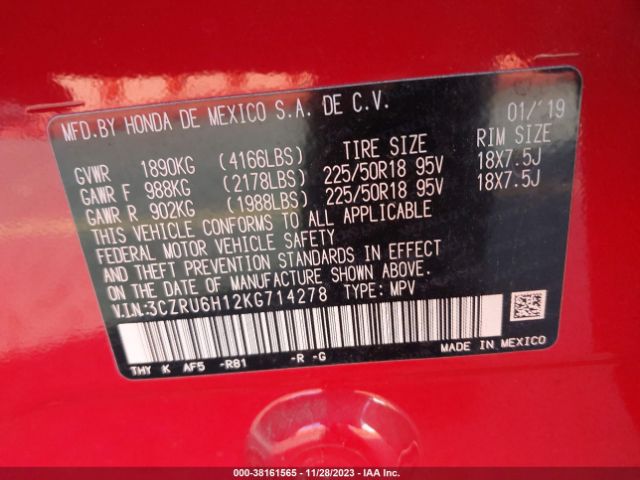 MFD.BY HONDA DE MEXICO S.A. DE C.V. 01/'19
GVWR 1890KG (4166LBS) TIRE SIZE RIM SIZE
GAWR F 988KG (2178LBS) 225/50R18 95V 18X7.5J
GAWR R 902KG (1988LBS) 225/50R18 95V 18X7.5J
THIS VEHICLE CONFORMS TO ALL APPLICABLE
FEDERAL MOTOR VEHICLE SAFETY
AND THEFT PREVENTION STANDARDS IN EFFECT
ON THE DATE OF MANUFACTURE SHOWN ABOVE.
V.I.N:3CZRU6H12KG714278 TYPE: MPV
THY K AF5 -R81 -R -G MADE IN MEXICO
000-38161565 - 11/28/2023 - IAA Inc.